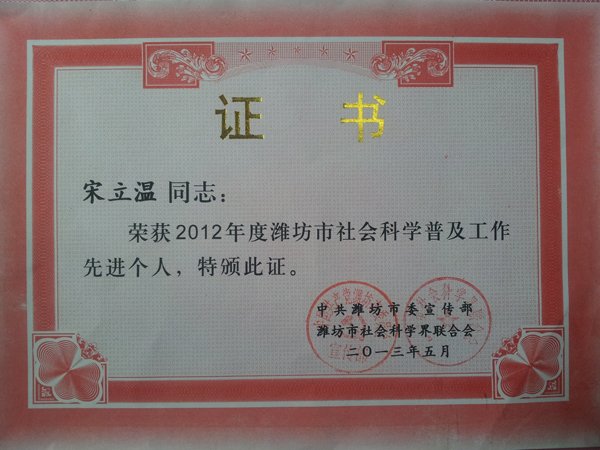 证 书
宋立温 同志：
荣获2012年度潍坊市社会科学普及工作
先进个人，特颁此证。
中共潍坊市委宣传部
潍坊市社会科学界联合会
二〇一三年五月